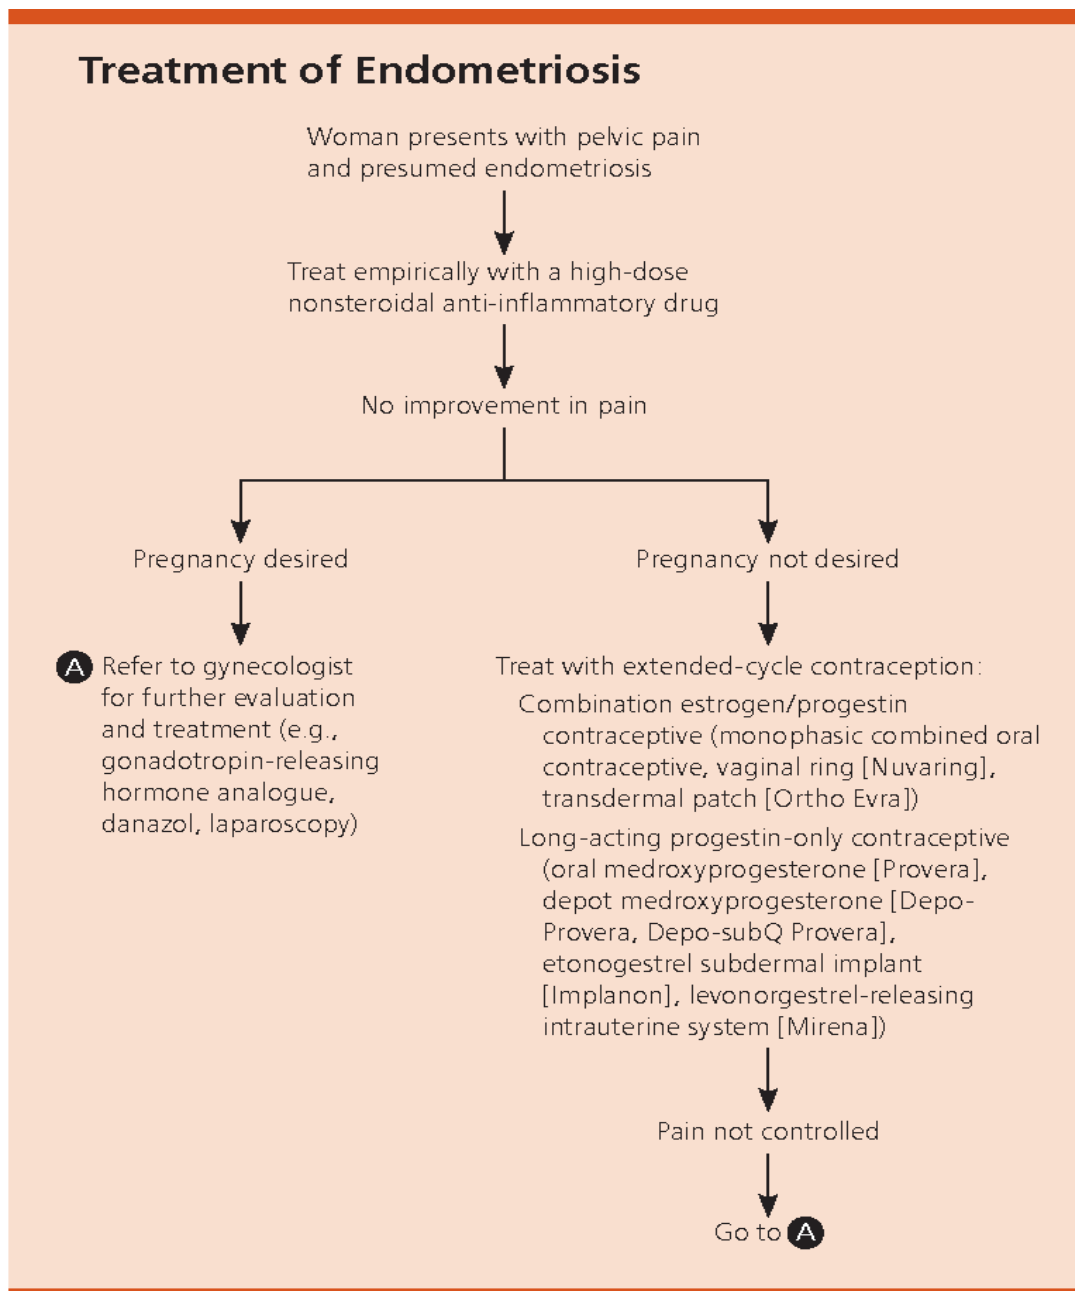 Treatment of Endometriosis
Woman presents with pelvic pain
and presumed endometriosis
Treat empirically with a high-dose
nonsteroidal anti-inflammatory drug
No improvement in pain
Pregnancy desired
A Refer to gynecologist
for further evaluation
and treatment (e.g.,
gonadotropin-releasing
hormone analogue,
danazol, laparoscopy)
Pregnancy not desired
Treat with extended-cycle contraception:
Combination estrogen/progestin
contraceptive (monophasic combined oral
contraceptive, vaginal ring [Nuvaring],
transdermal patch [Ortho Evra])
Long-acting progestin-only contraceptive
(oral medroxyprogesterone [Provera],
depot medroxyprogesterone [Depo-
Provera, Depo-subQ Provera],
etonogestrel subdermal implant
[Implanon], levonorgestrel-releasing
intrauterine system [Mirena])
Pain not controlled
Go to A